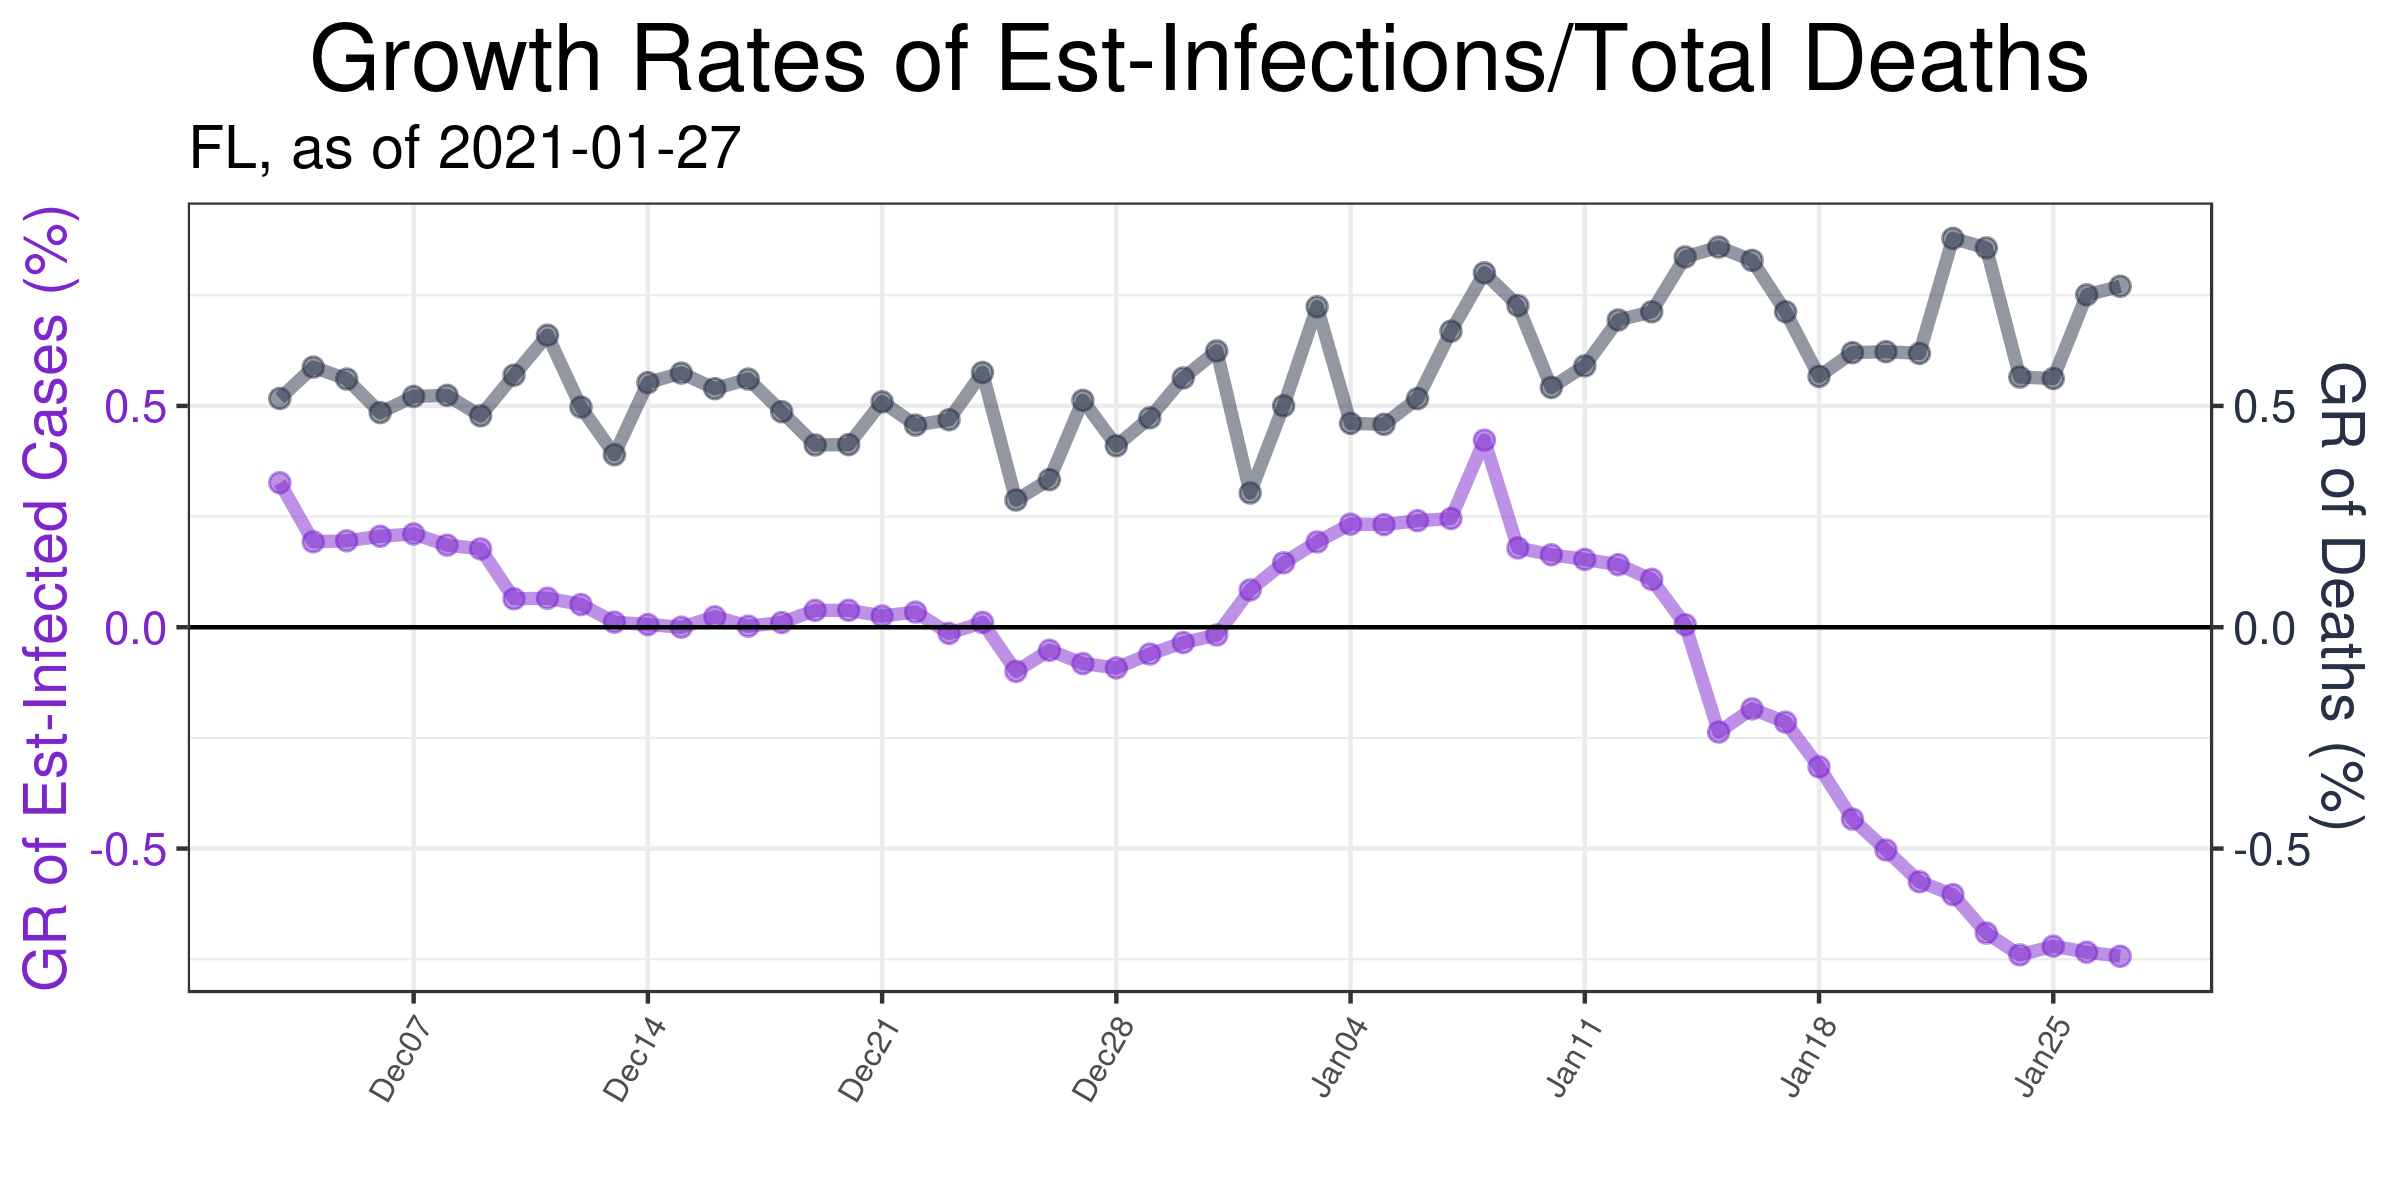 Growth Rates of Est-Infections/Total Deaths
FL, as of 2021-01-27
GR of Est-Infected Cases (%)
0.5
0.0
-0.5
0.5
0.0
-0.5
GR of Deaths (%)
Dec07
Dec14
Dec21
Dec28
Jan04
Jan11
Jan18
Jan25